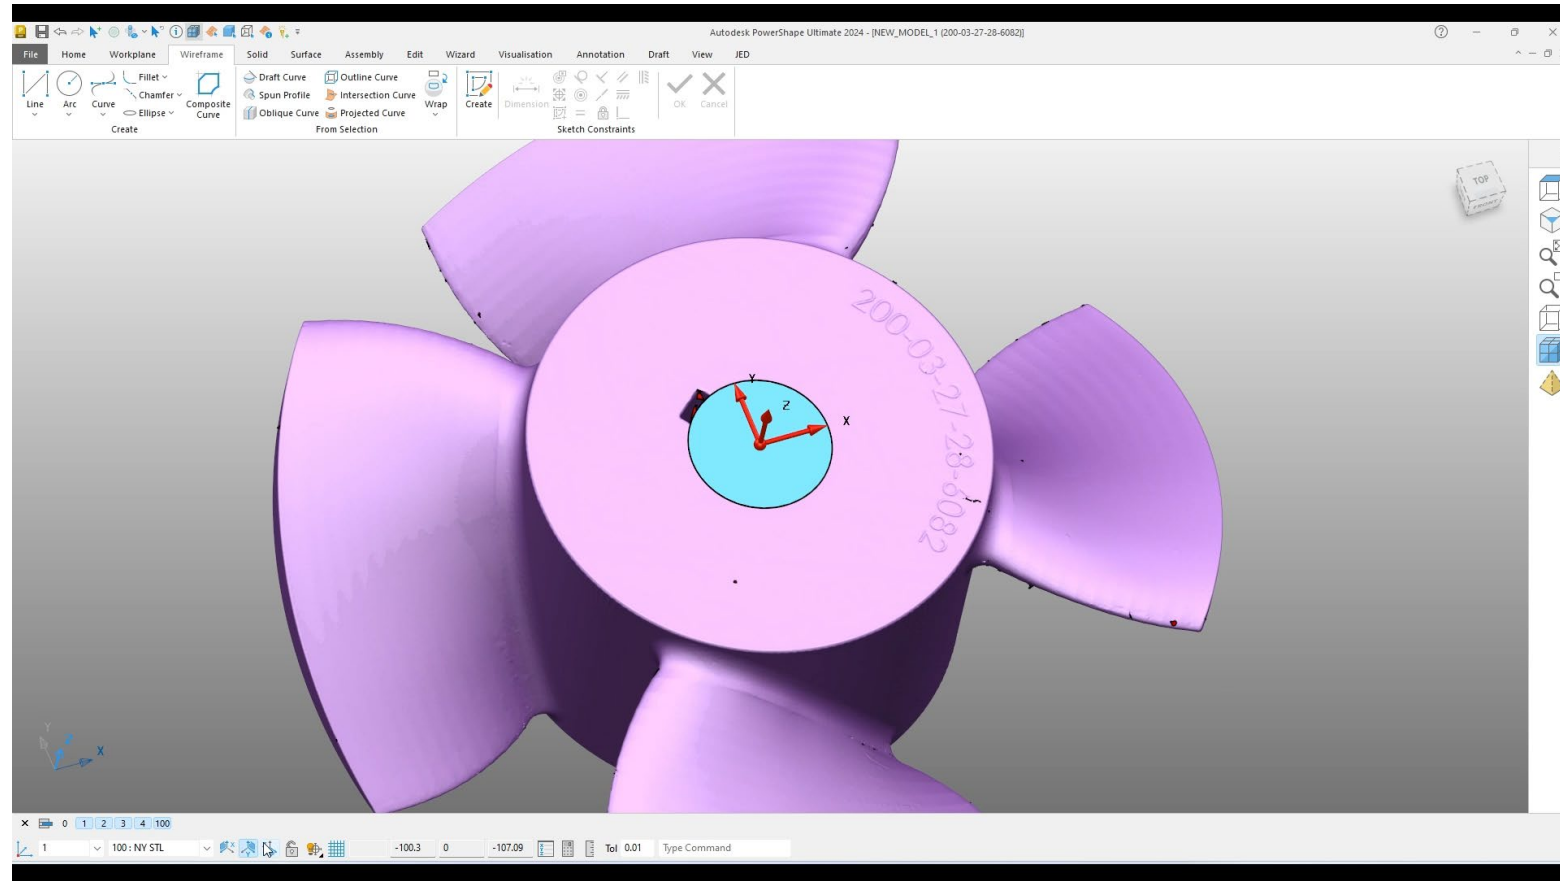 Autodesk PowerShape Ultimate 2024 - [NEW_MODEL_1 (200-03-27-28-6082)]
File Home Workplane Wireframe Solid Surface Assembly Edit Wizard Visualisation Annotation Draft View JED
Line
Arc
Curve
Fillet
Chamfer
Ellipse
Composite
Curve
Create
Draft Curve
Spun Profile
Oblique Curve
Outline Curve
Intersection Curve
Projected Curve
Wrap
From Selection
Create
Dimension
Sketch Constraints
OK
Cancel
TOP
FRONT
200-03-27-28-6082
Y
Z
X
Y
Z
X
0 1 2 3 4 100
1 100 : NY STL -100.3 0 -107.09 Tol 0.01 Type Command